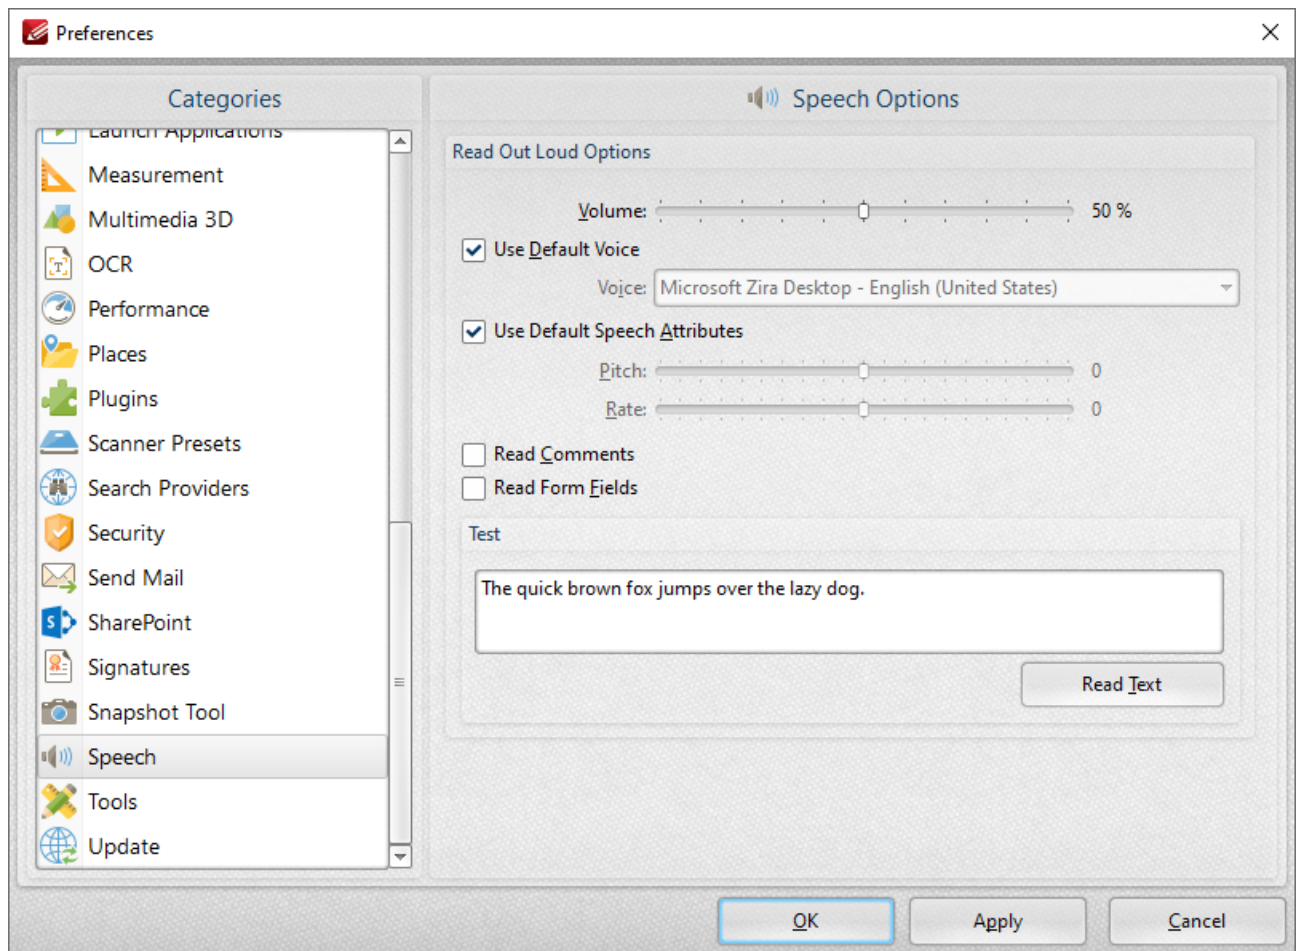 Preferences
Categories
Launch Applications
Measurement
Multimedia 3D
OCR
Performance
Places
Plugins
Scanner Presets
Search Providers
Security
Send Mail
SharePoint
Signatures
Snapshot Tool
Speech
Tools
Update
Speech Options
Read Out Loud Options
Volume: 50 %
Use Default Voice
Voice: Microsoft Zira Desktop - English (United States)
Use Default Speech Attributes
Pitch: 0
Rate: 0
Read Comments
Read Form Fields
Test
The quick brown fox jumps over the lazy dog.
Read Text
OK Apply Cancel